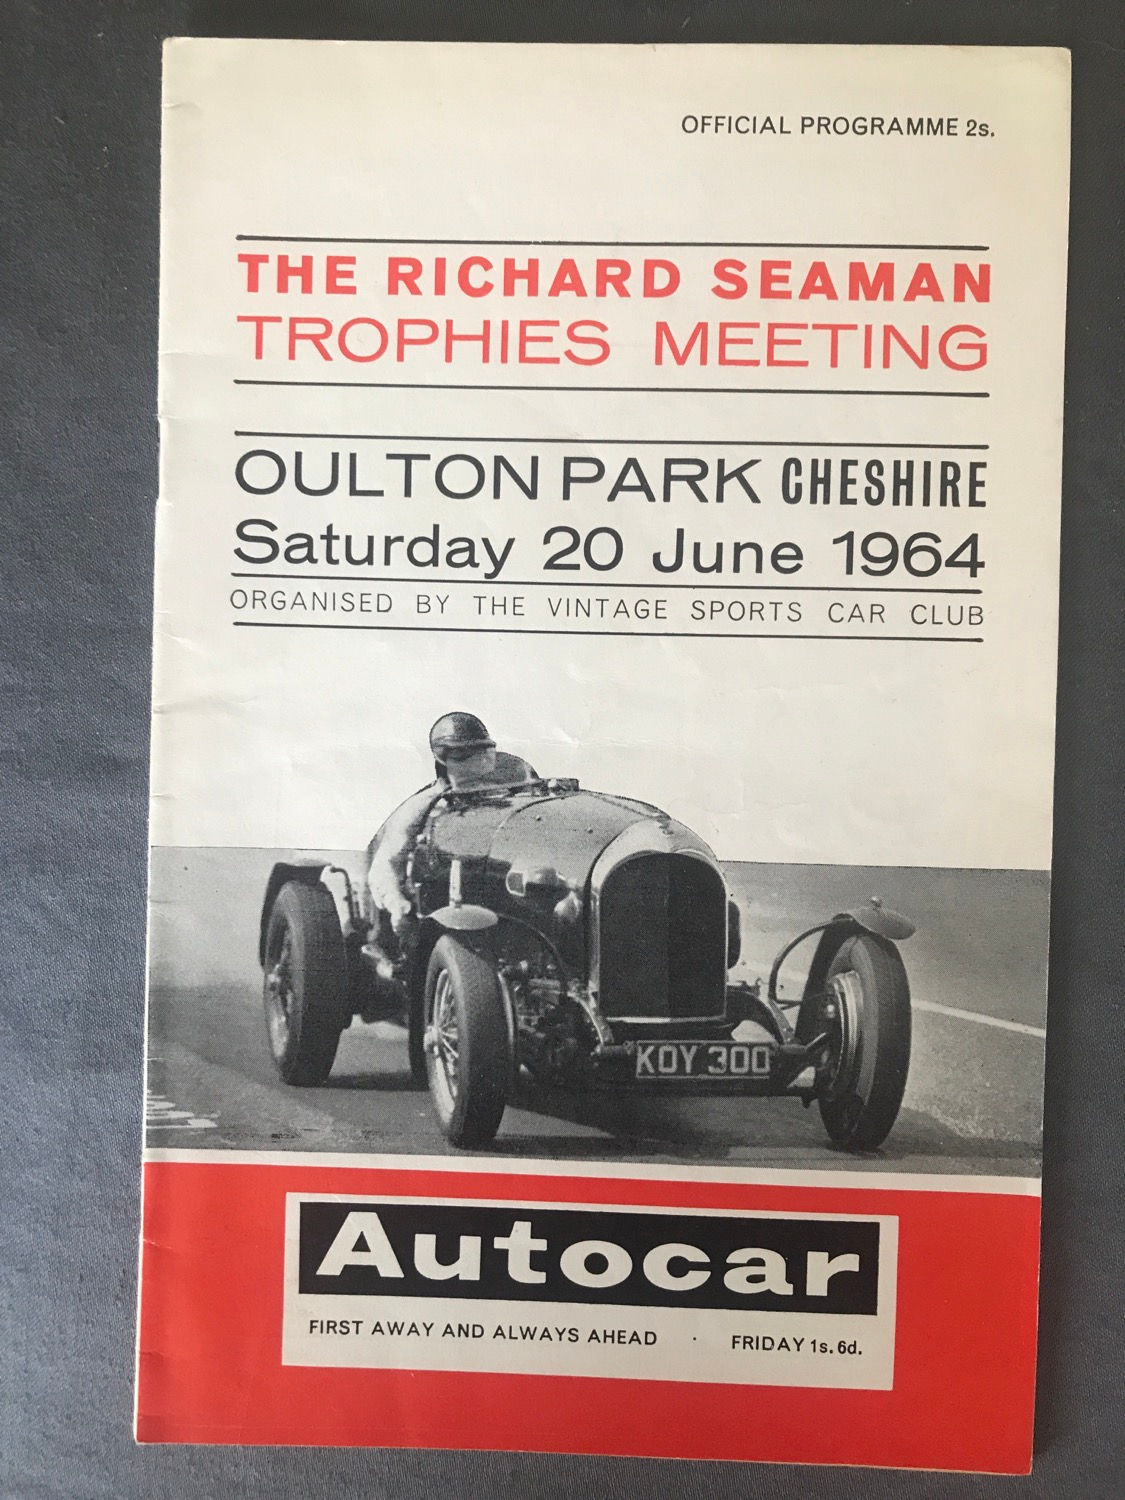 OFFICIAL PROGRAMME 2s.
THE RICHARD SEAMAN
TROPHIES MEETING
OULTON PARK CHESHIRE
Saturday 20 June 1964
ORGANISED BY THE VINTAGE SPORTS CAR CLUB
KOY 300
Autocar
FIRST AWAY AND ALWAYS AHEAD · FRIDAY 1s. 6d.